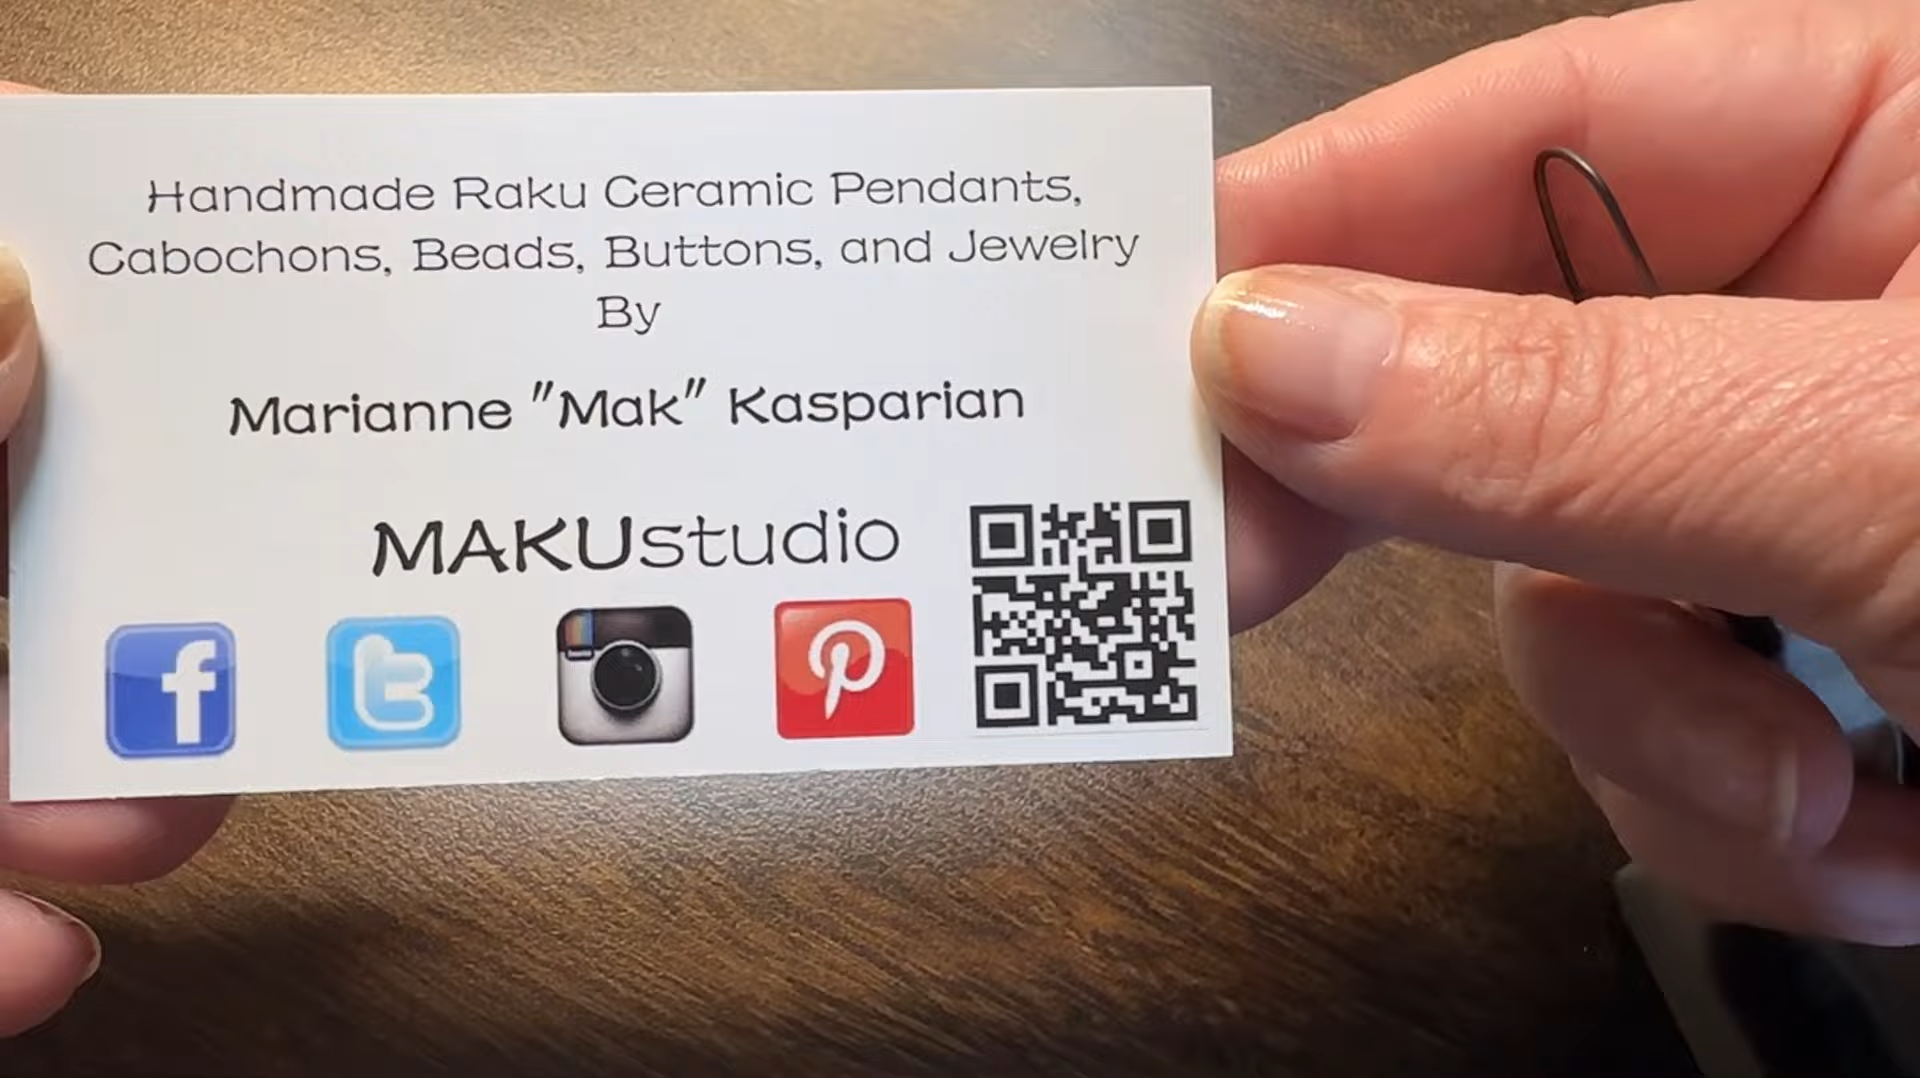 Handmade Raku Ceramic Pendants,
Cabochons, Beads, Buttons, and Jewelry
By
Marianne "Mak" Kasparian
MAKUstudio